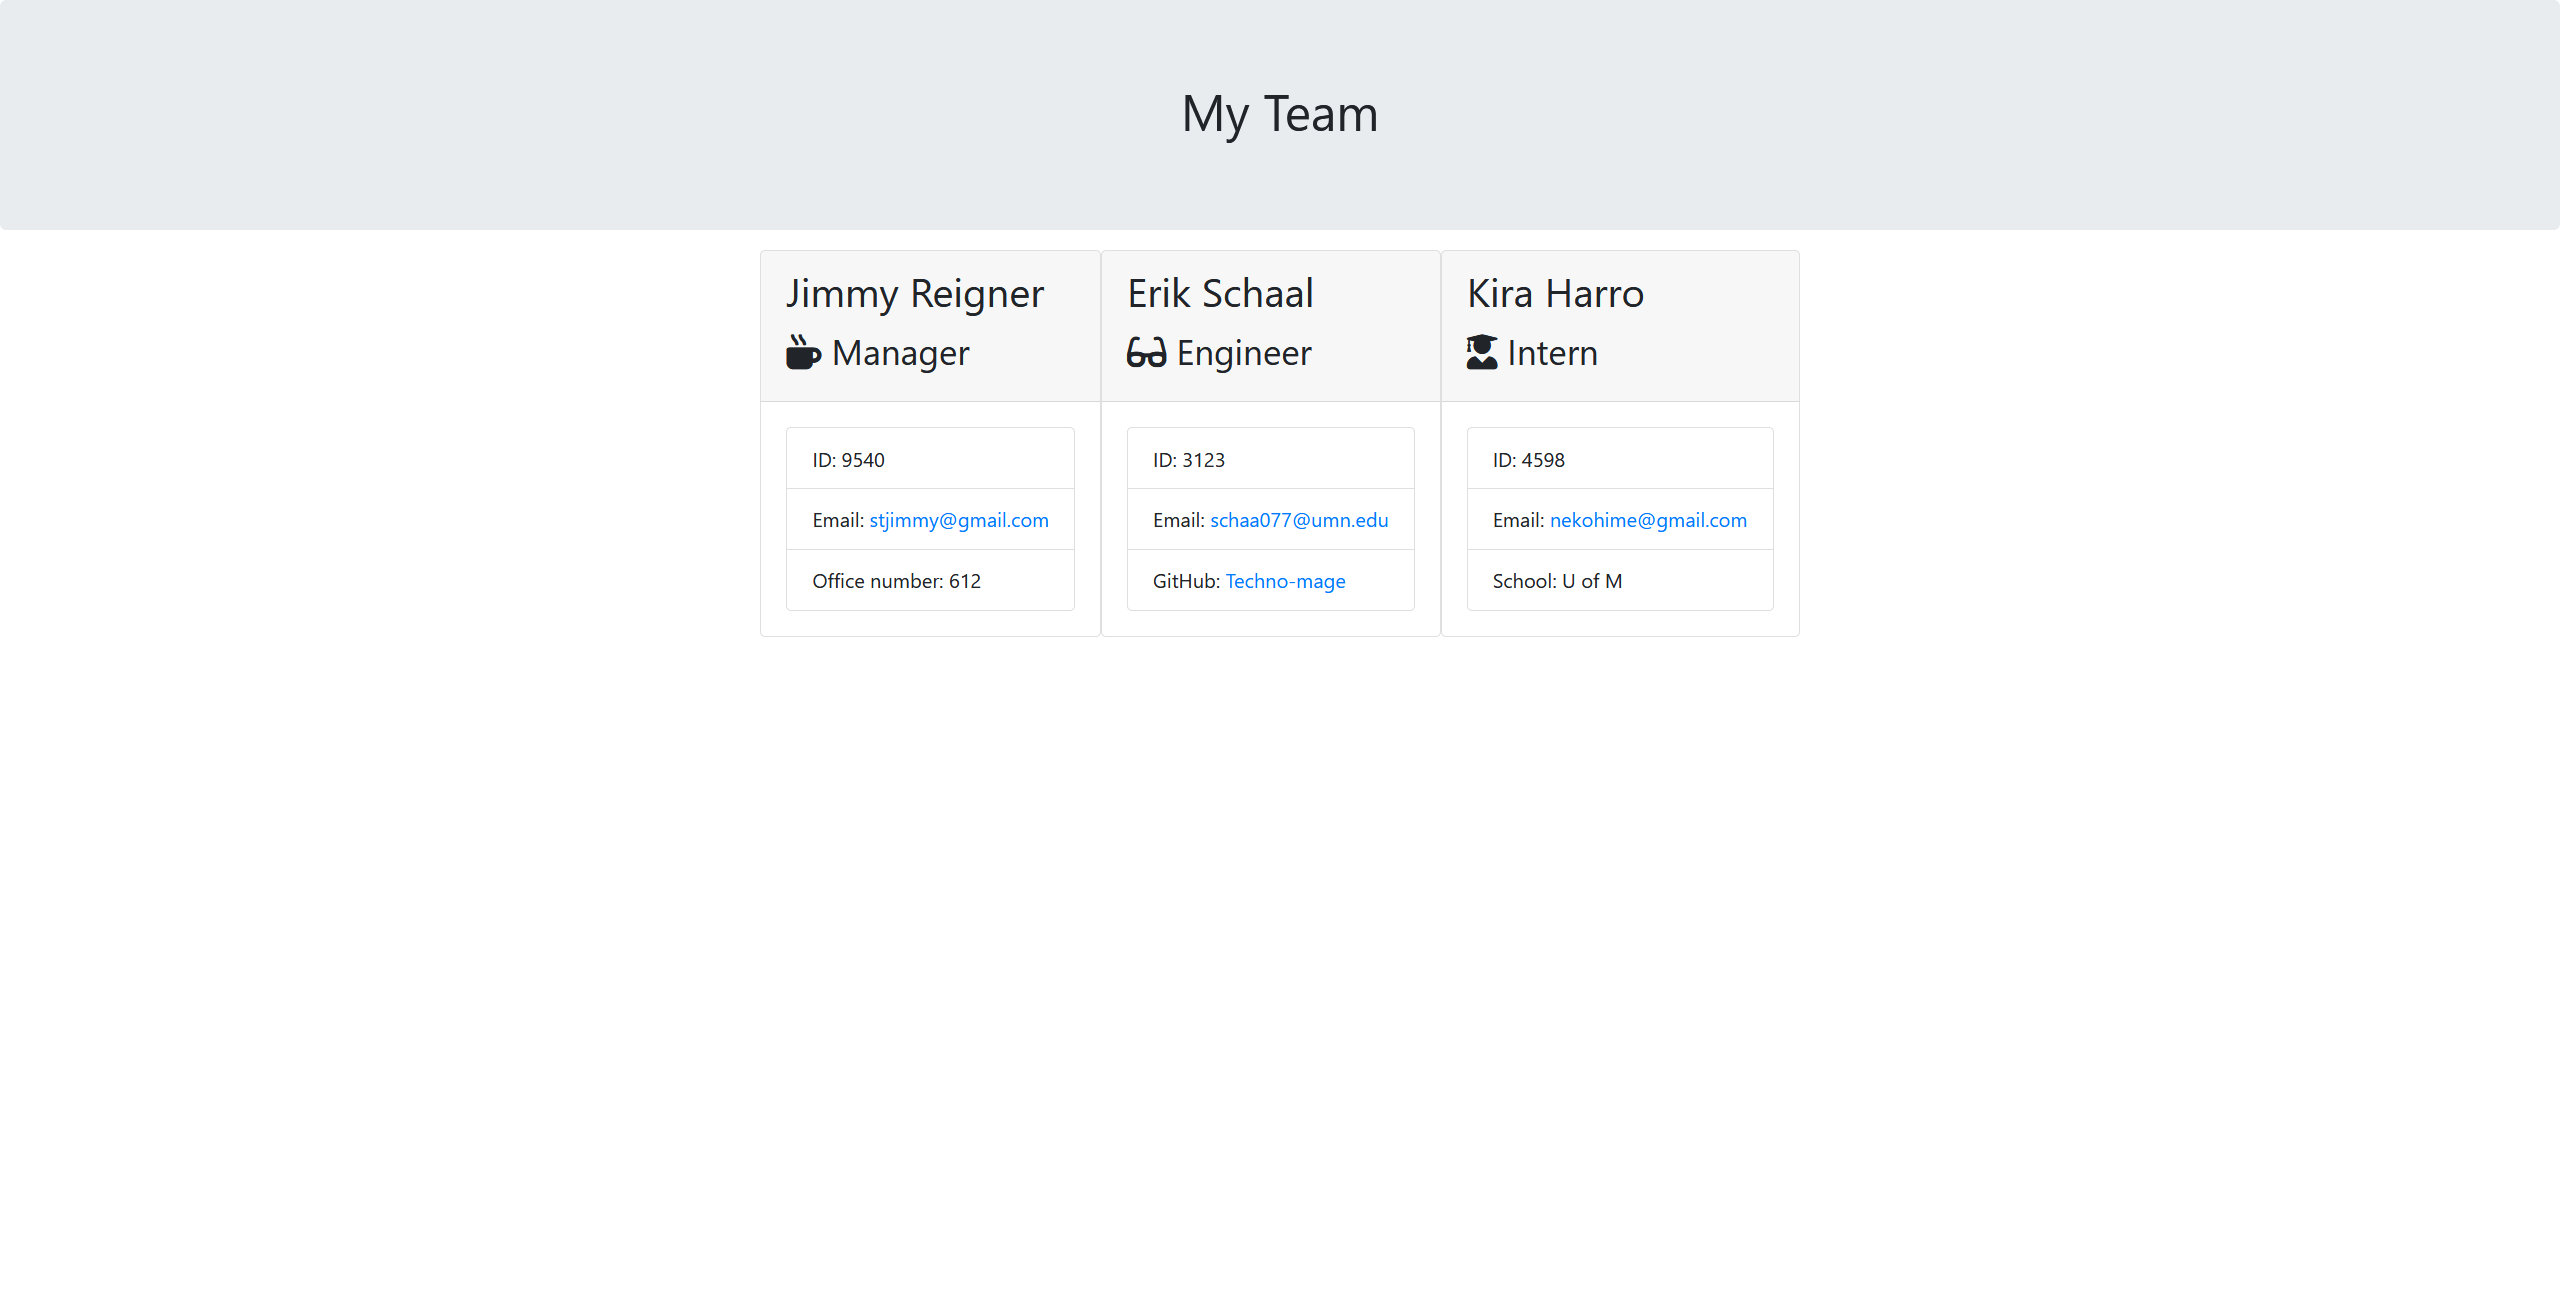 My Team
Jimmy Reigner
Manager
ID: 9540
Email: stjimmy@gmail.com
Office number: 612
Erik Schaal
Engineer
ID: 3123
Email: schaa077@umn.edu
GitHub: Techno-mage
Kira Harro
Intern
ID: 4598
Email: nekohime@gmail.com
School: U of M